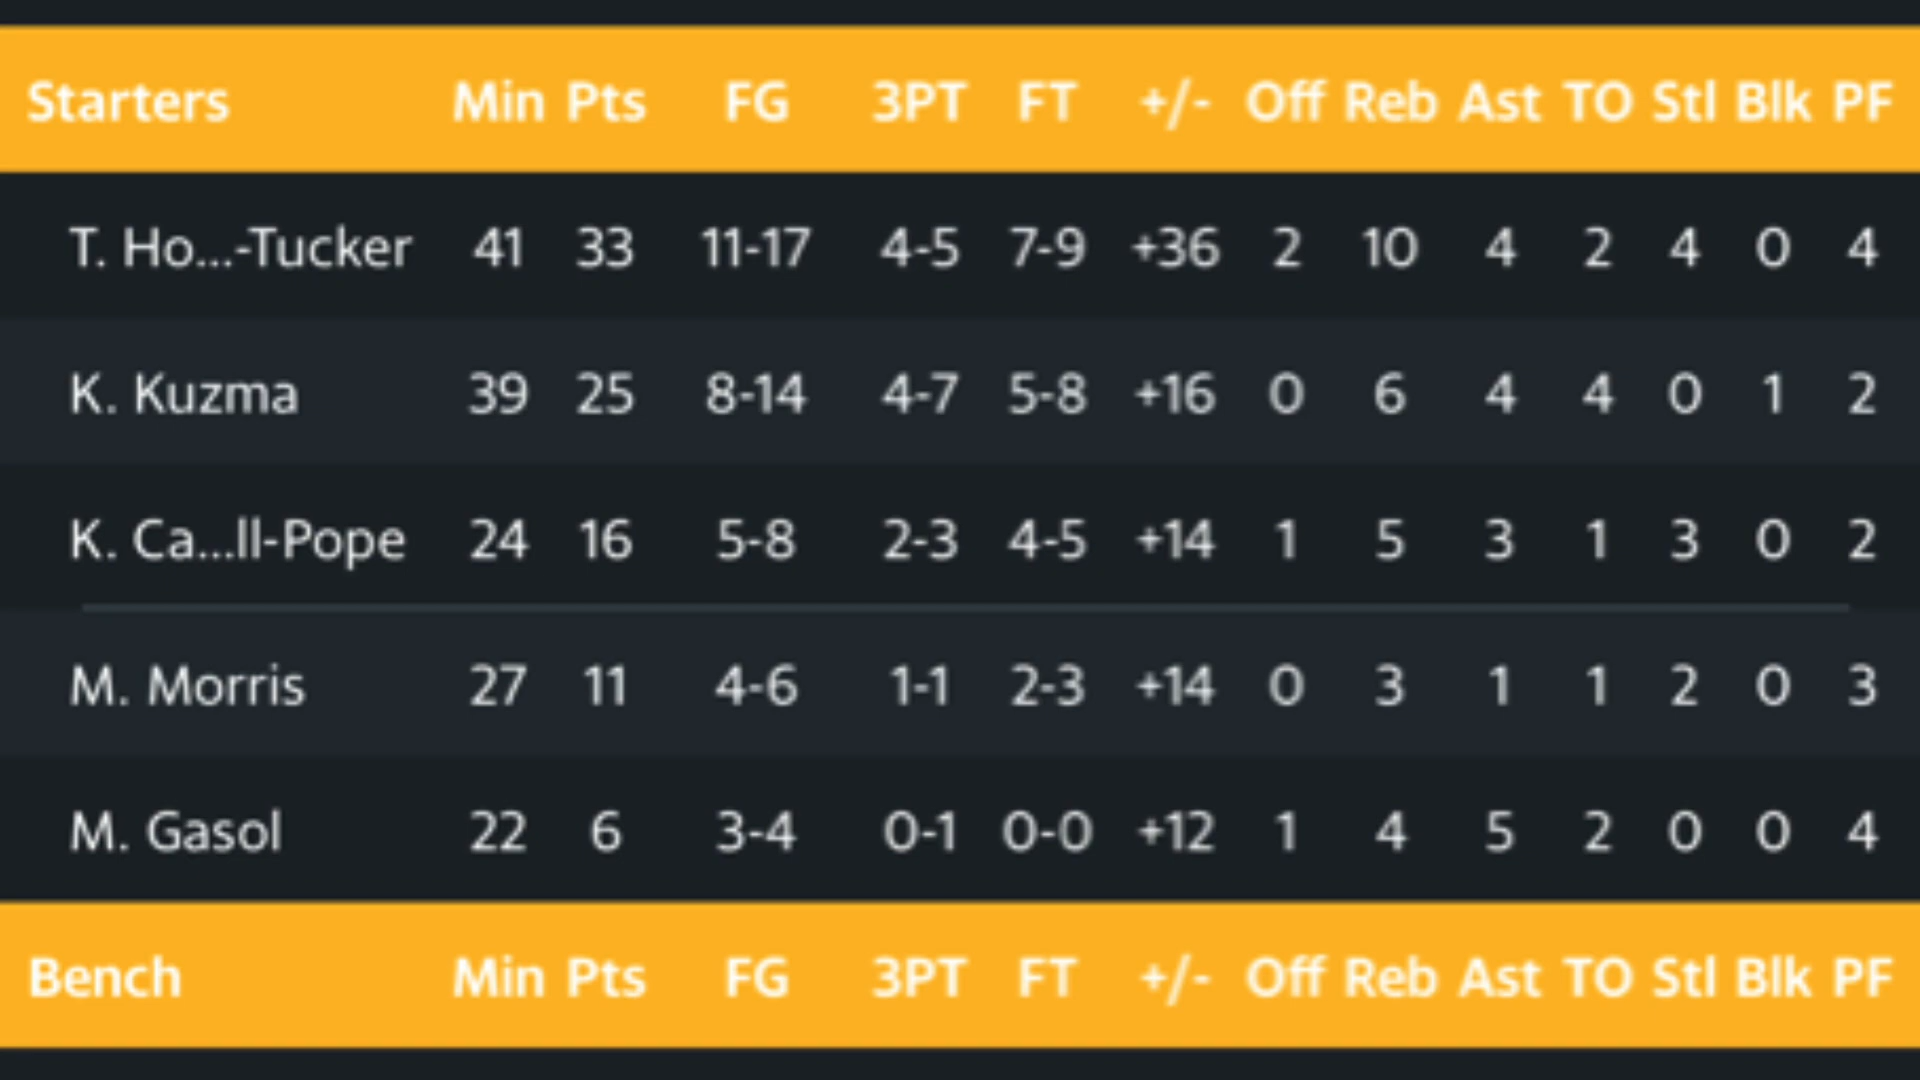 Starters Min Pts FG 3PT FT +/- Off Reb Ast TO Stl Blk PF
T. Ho...-Tucker 41 33 11-17 4-5 7-9 +36 2 10 4 2 4 0 4
K. Kuzma 39 25 8-14 4-7 5-8 +16 0 6 4 4 0 1 2
K. Ca...ll-Pope 24 16 5-8 2-3 4-5 +14 1 5 3 1 3 0 2
M. Morris 27 11 4-6 1-1 2-3 +14 0 3 1 1 2 0 3
M. Gasol 22 6 3-4 0-1 0-0 +12 1 4 5 2 0 0 4
Bench Min Pts FG 3PT FT +/- Off Reb Ast TO Stl Blk PF